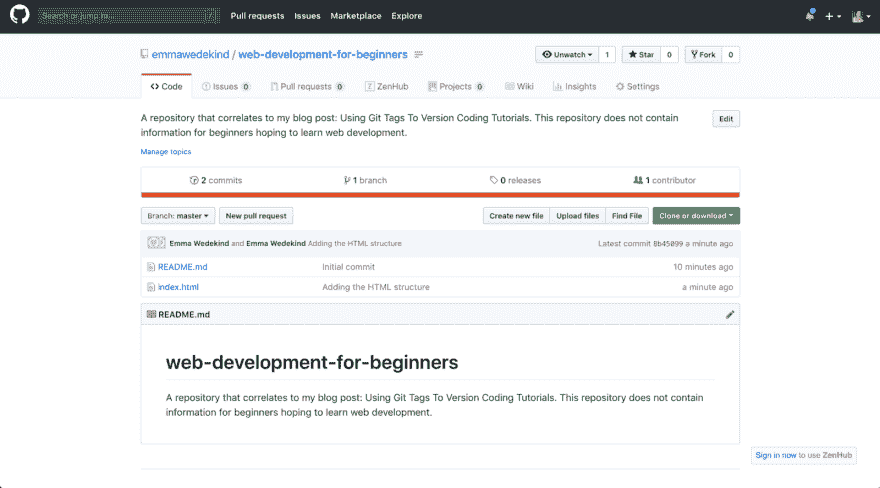 Search or jump to... /
Pull requests Issues Marketplace Explore
emmawedekind / web-development-for-beginners
Unwatch 1 Star 0 Fork 0
Code Issues 0 Pull requests 0 ZenHub Projects 0 Wiki Insights Settings
A repository that correlates to my blog post: Using Git Tags To Version Coding Tutorials. This repository does not contain
information for beginners hoping to learn web development.
Edit
Manage topics
2 commits 1 branch 0 releases 1 contributor
Branch: master New pull request Create new file Upload files Find File Clone or download
Emma Wedekind and Emma Wedekind Adding the HTML structure Latest commit 8b45099 a minute ago
README.md Initial commit 10 minutes ago
index.html Adding the HTML structure a minute ago
README.md
web-development-for-beginners
A repository that correlates to my blog post: Using Git Tags To Version Coding Tutorials. This repository does not contain
information for beginners hoping to learn web development.
Sign in now to use ZenHub